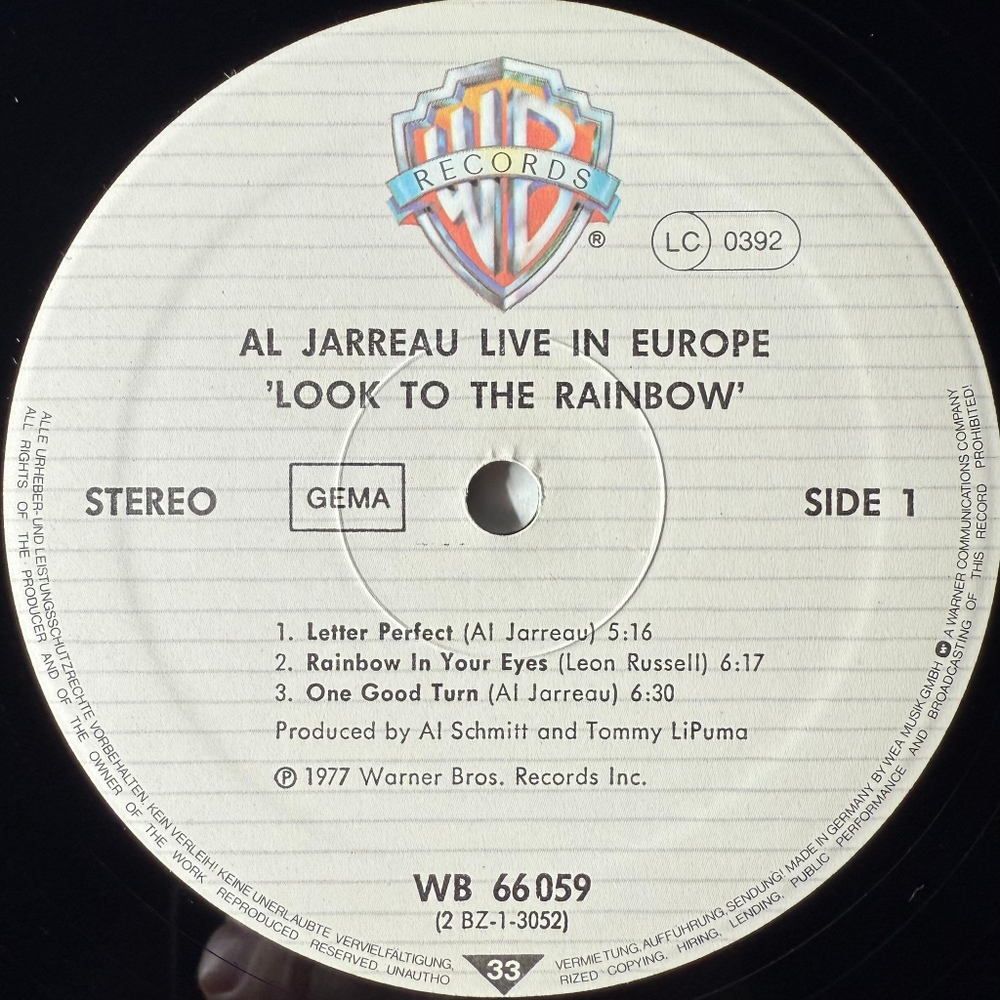 WB
RECORDS
®
LC 0392
AL JARREAU LIVE IN EUROPE
'LOOK TO THE RAINBOW'
STEREO
GEMA
SIDE 1
1. Letter Perfect (Al Jarreau) 5:16
2. Rainbow In Your Eyes (Leon Russell) 6:17
3. One Good Turn (Al Jarreau) 6:30
Produced by Al Schmitt and Tommy LiPuma
℗ 1977 Warner Bros. Records Inc.
WB 66 059
(2 BZ-1-3052)
33
ALLE URHEBER- UND LEISTUNGSSCHUTZRECHTE VORBEHALTEN. KEIN VERLEIH! KEINE UNERLAUBTE VERVIELFÄLTIGUNG, VERMIETUNG, AUFFÜHRUNG, SENDUNG! MADE IN GERMANY BY WEA MUSIK GMBH A WARNER COMMUNICATIONS COMPANY
ALL RIGHTS OF THE PRODUCER AND OF THE OWNER OF THE WORK REPRODUCED RESERVED UNAUTHORIZED COPYING, HIRING, LENDING, PUBLIC PERFORMANCE AND BROADCASTING OF THIS RECORD PROHIBITED!